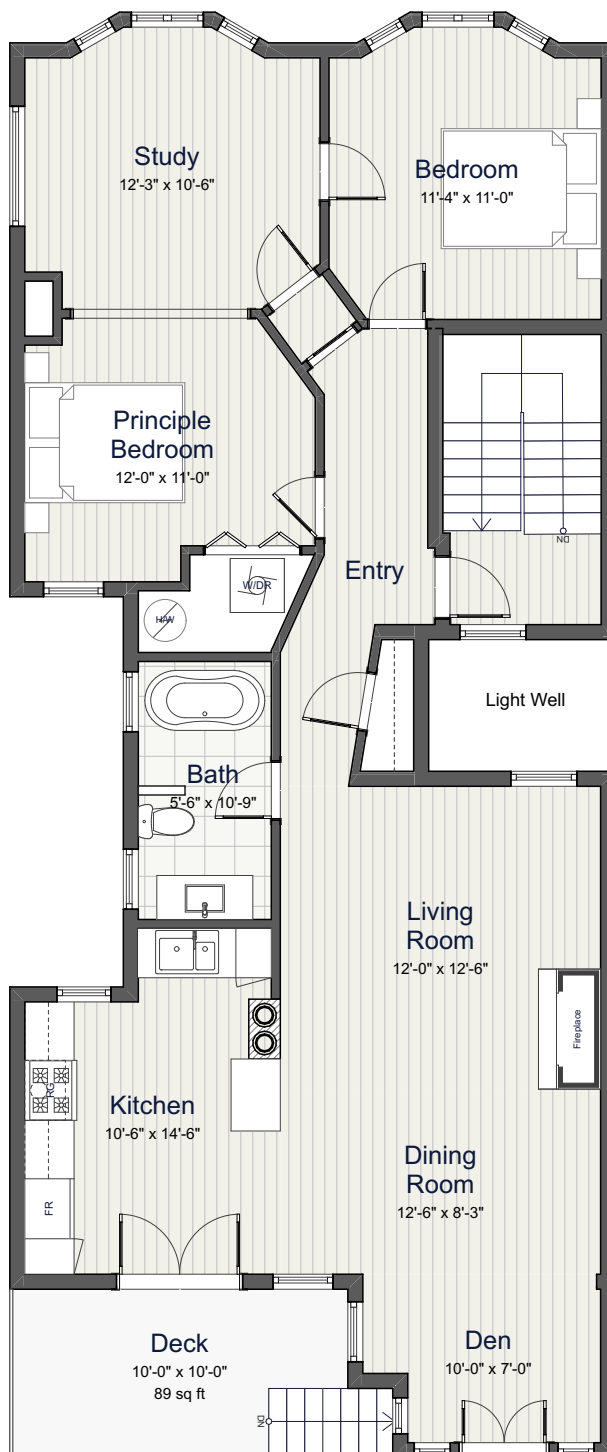 Study
12'-3" x 10'-6"
Bedroom
11'-4" x 11'-0"
Principle
Bedroom
12'-0" x 11'-0"
DN
Entry
W/DR
H/W
Light Well
Bath
5'-6" x 10'-9"
Living
Room
12'-0" x 12'-6"
Fireplace
RG
Kitchen
10'-6" x 14'-6"
Dining
Room
12'-6" x 8'-3"
FR
Deck
10'-0" x 10'-0"
89 sq ft
Den
10'-0" x 7'-0"
DN